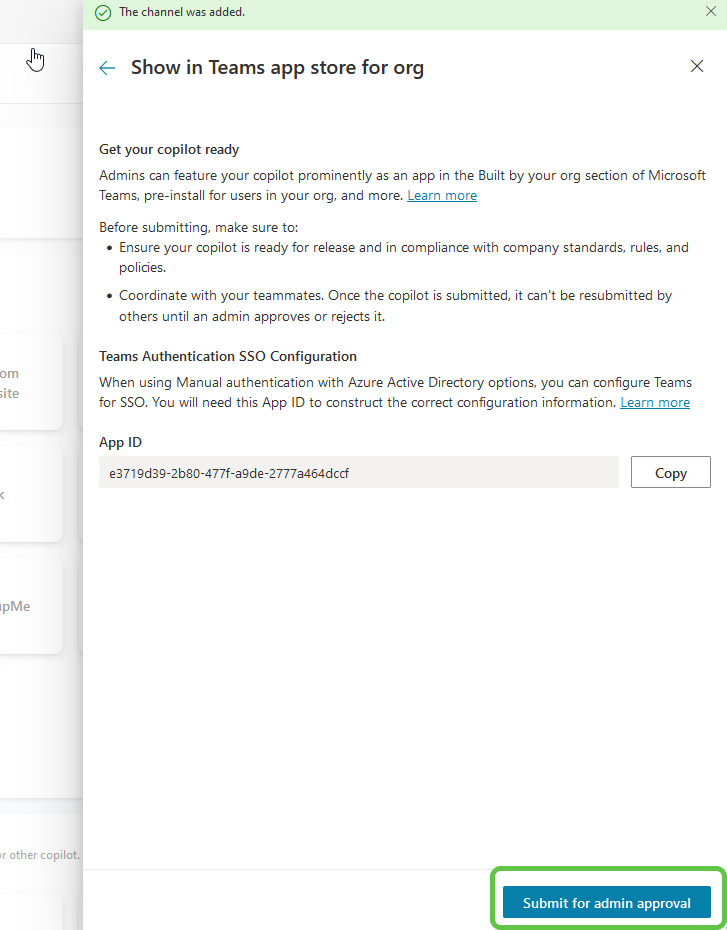 The channel was added.
Show in Teams app store for org
Get your copilot ready
Admins can feature your copilot prominently as an app in the Built by your org section of Microsoft
Teams, pre-install for users in your org, and more. Learn more
Before submitting, make sure to:
• Ensure your copilot is ready for release and in compliance with company standards, rules, and
policies.
• Coordinate with your teammates. Once the copilot is submitted, it can't be resubmitted by
others until an admin approves or rejects it.
Teams Authentication SSO Configuration
When using Manual authentication with Azure Active Directory options, you can configure Teams
for SSO. You will need this App ID to construct the correct configuration information. Learn more
App ID
e3719d39-2b80-477f-a9de-2777a464dccf
Copy
om
site
k
upMe
or other copilot.
Submit for admin approval